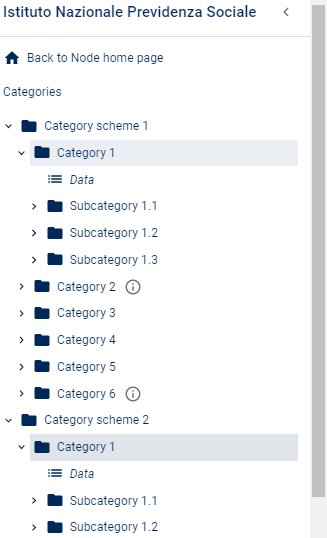 Istituto Nazionale Previdenza Sociale
Back to Node home page
Categories
Category scheme 1
Category 1
Data
Subcategory 1.1
Subcategory 1.2
Subcategory 1.3
Category 2
Category 3
Category 4
Category 5
Category 6
Category scheme 2
Category 1
Data
Subcategory 1.1
Subcategory 1.2